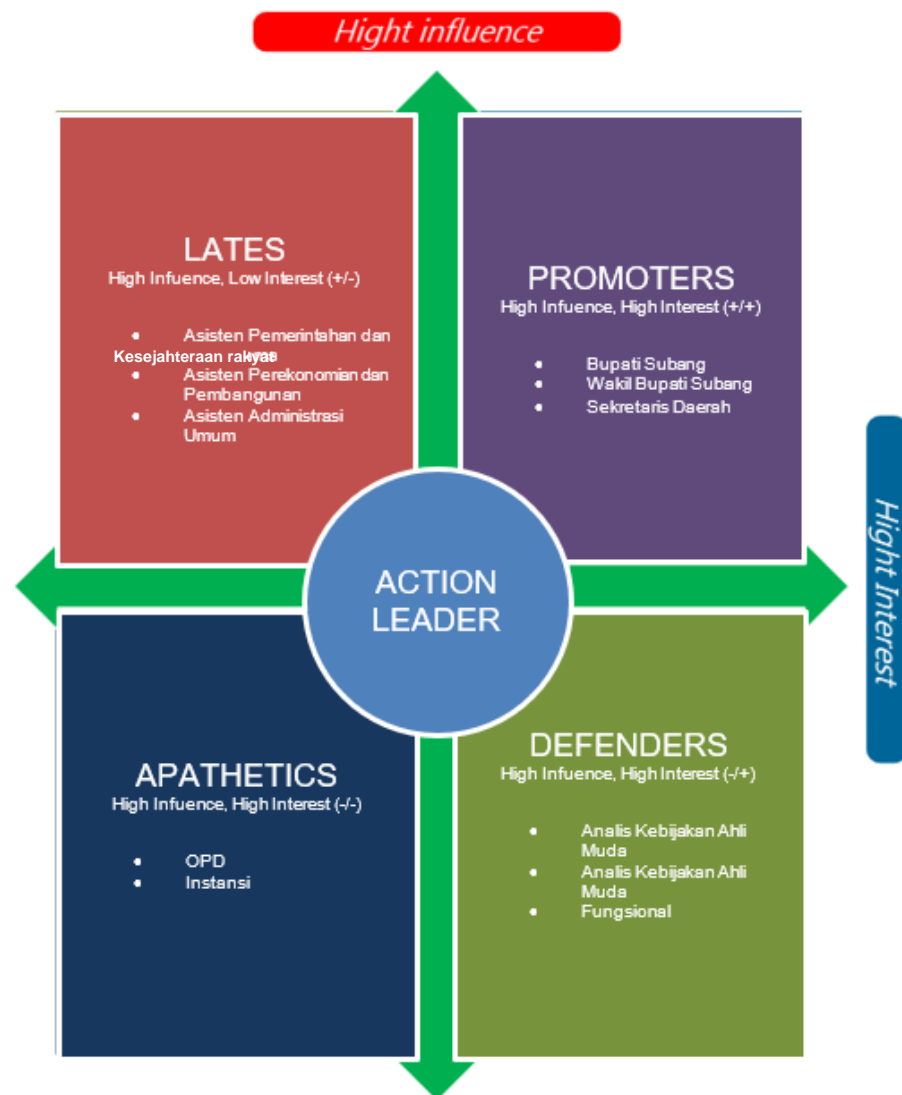 Hight influence
LATES
High Infuence, Low Interest (+/-)
• Asisten Pemerintahan dan
Kesejahteraan rakyat
• Asisten Perekonomian dan
Pembangunan
• Asisten Administrasi
Umum
PROMOTERS
High Infuence, High Interest (+/+)
• Bupati Subang
• Wakil Bupati Subang
• Sekretaris Daerah
Hight Interest
ACTION
LEADER
APATHETICS
High Infuence, High Interest (-/-)
• OPD
• Instansi
DEFENDERS
High Infuence, High Interest (-/+)
• Analis Kebijakan Ahli
Muda
• Analis Kebijakan Ahli
Muda
• Fungsional